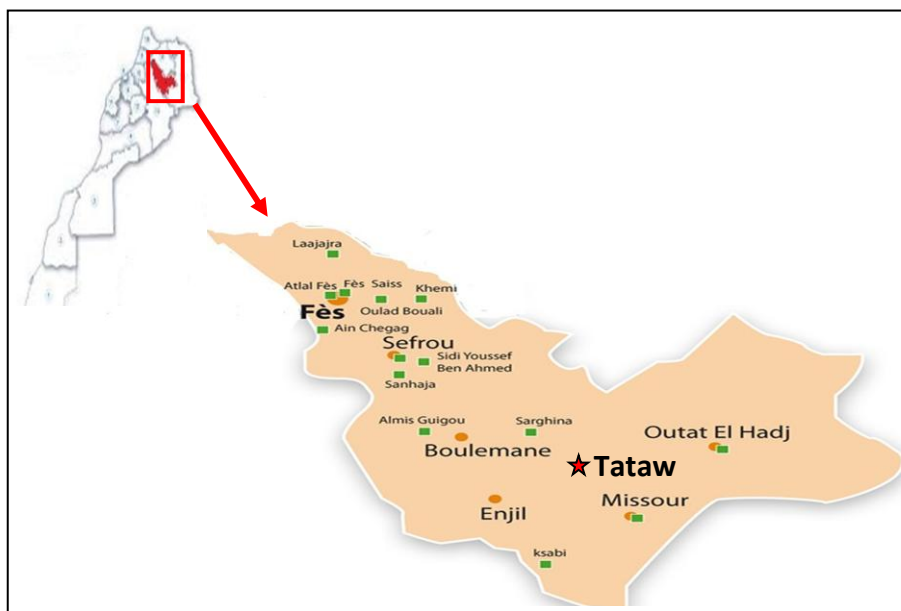 Laajajra
Atlal Fès
Fès
Saiss
Khemi
Fès
Oulad Bouali
Ain Chegag
Sefrou
Sidi Youssef
Ben Ahmed
Sanhaja
Almis Guigou
Sarghina
Outat El Hadj
Boulemane
Tataw
Missour
Enjil
ksabi